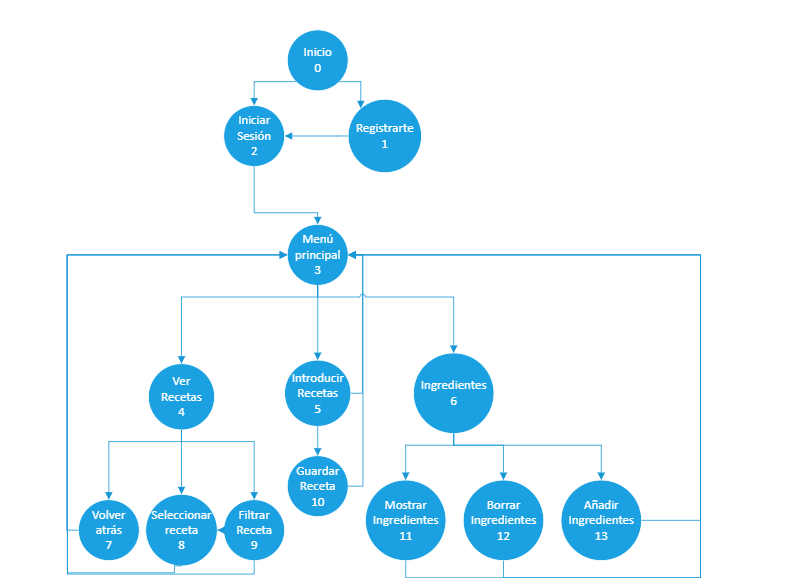 Inicio
0
Iniciar
Sesión
2
Registrarte
1
Menú
principal
3
Ver
Recetas
4
Introducir
Recetas
5
Ingredientes
6
Volver
atrás
7
Seleccionar
receta
8
Filtrar
Receta
9
Guardar
Receta
10
Mostrar
Ingredientes
11
Borrar
Ingredientes
12
Añadir
Ingredientes
13